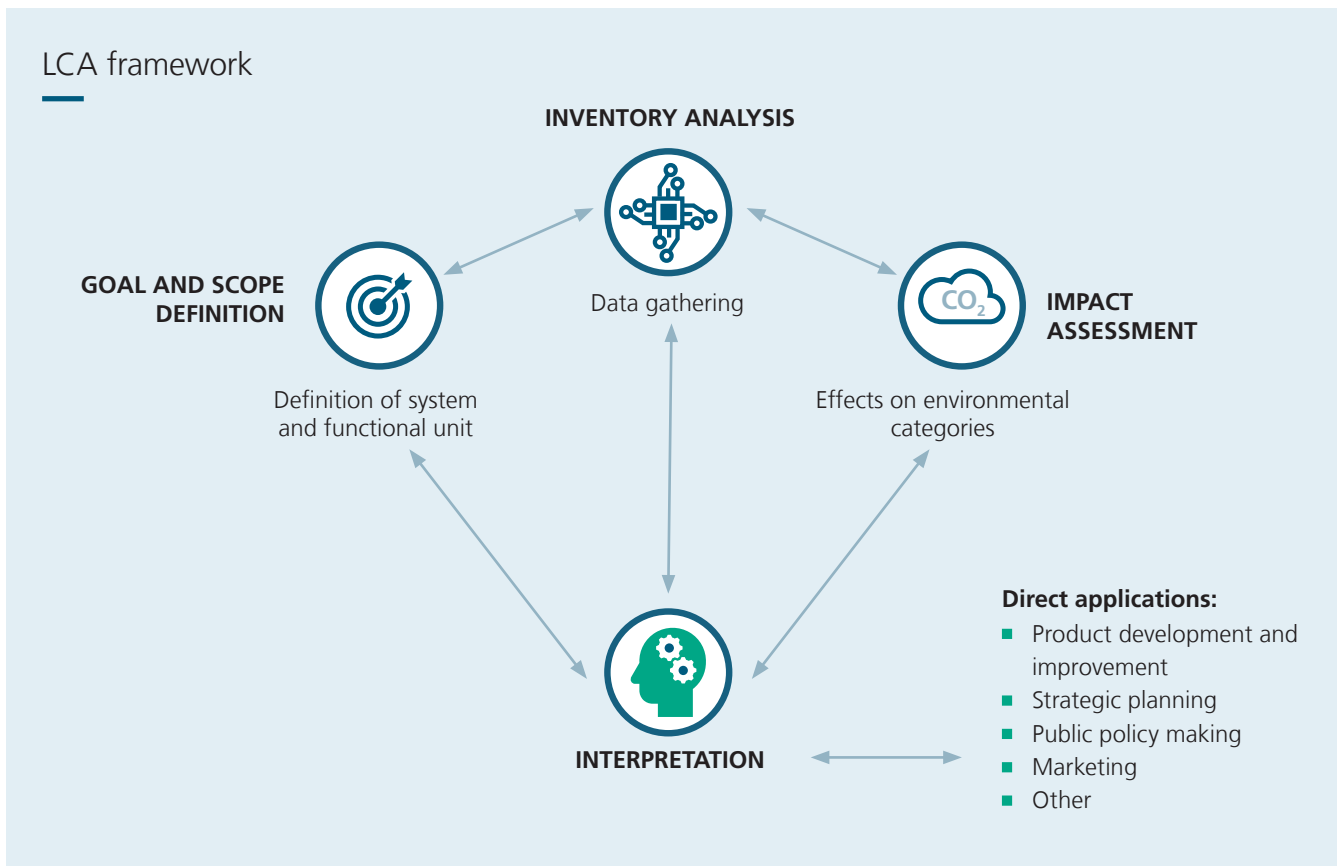 LCA framework
INVENTORY ANALYSIS
Data gathering
GOAL AND SCOPE
DEFINITION
Definition of system
and functional unit
CO₂
IMPACT
ASSESSMENT
Effects on environmental
categories
INTERPRETATION
Direct applications:
Product development and
improvement
Strategic planning
Public policy making
Marketing
Other